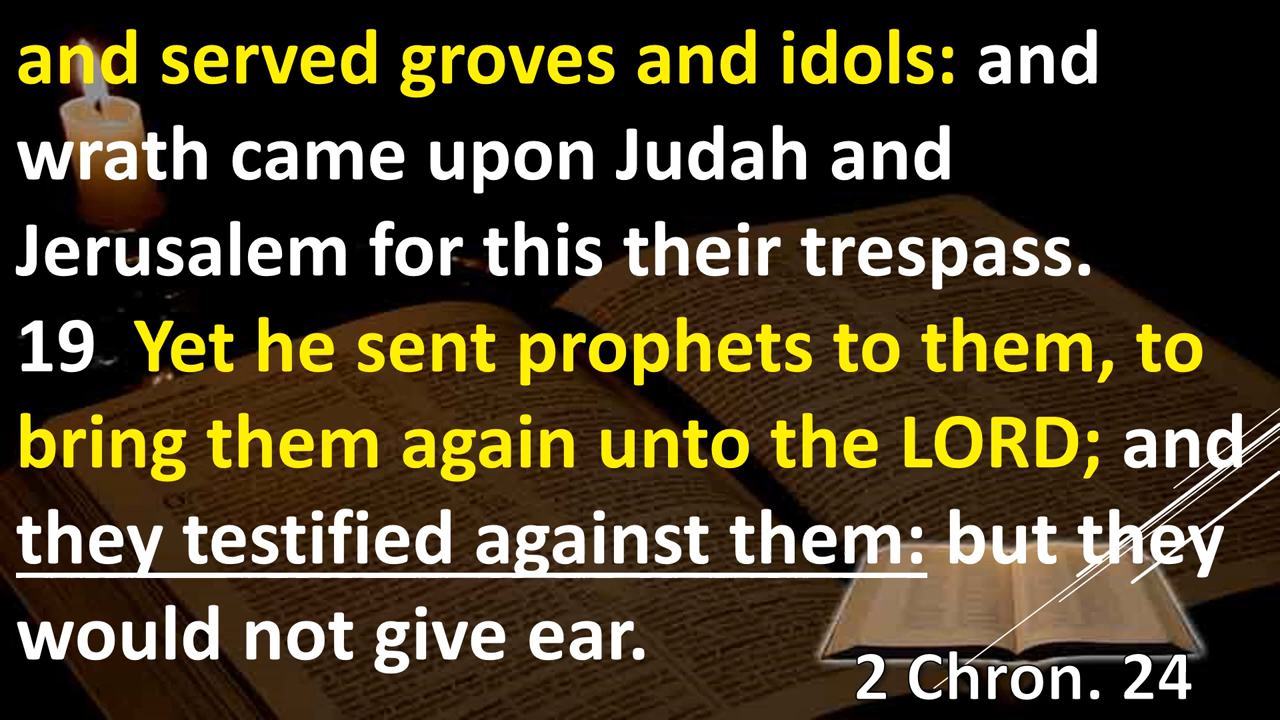 and served groves and idols: and
wrath came upon Judah and
Jerusalem for this their trespass.
19 Yet he sent prophets to them, to
bring them again unto the LORD; and
they testified against them: but they
would not give ear.
2 Chron. 24